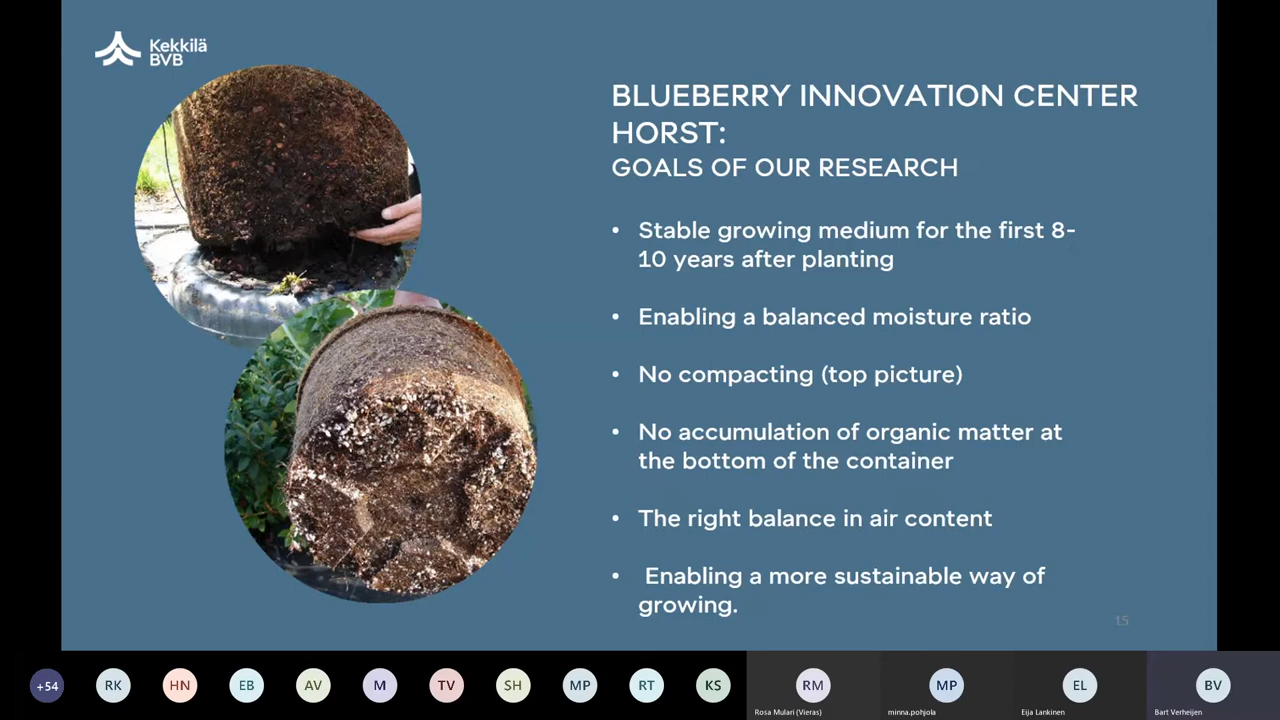 Kekkilä
BVB
BLUEBERRY INNOVATION CENTER
HORST:
GOALS OF OUR RESEARCH
• Stable growing medium for the first 8-
10 years after planting
• Enabling a balanced moisture ratio
• No compacting (top picture)
• No accumulation of organic matter at
the bottom of the container
• The right balance in air content
• Enabling a more sustainable way of
growing.
15
+54
RK
HN
EB
AV
M
TV
SH
MP
RT
KS
RM
MP
EL
BV
Rosa Mulari (Vieras)
minna.pohjola
Eija Lankinen
Bart Verheijen